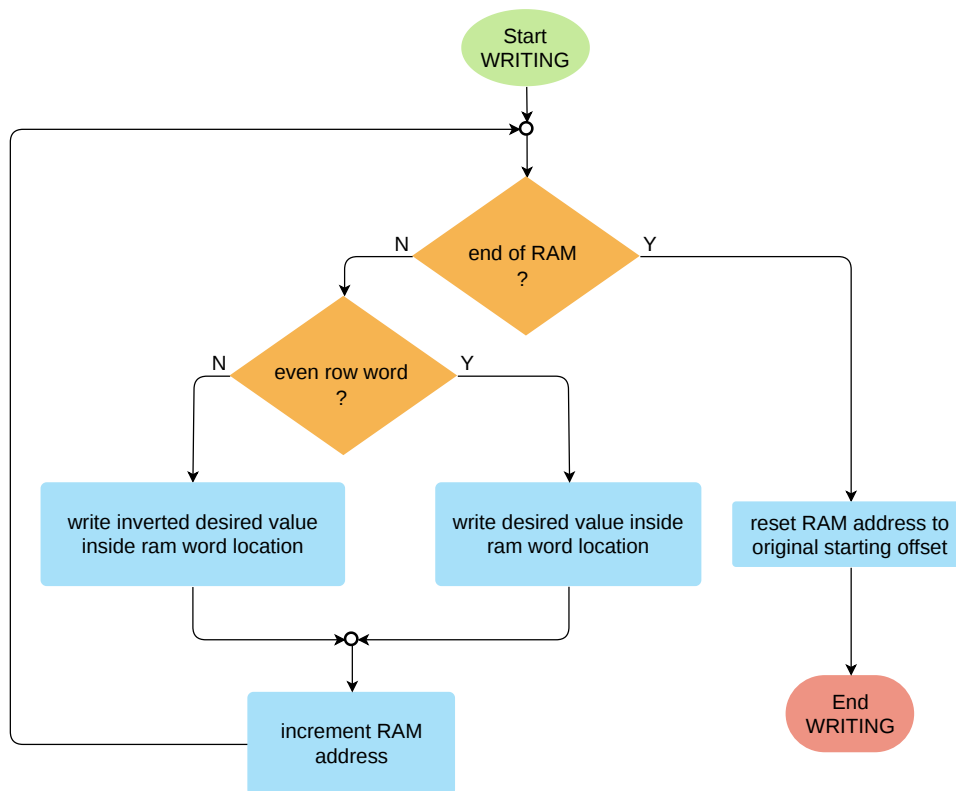 Start
WRITING
N
Y
end of RAM
?
N
Y
even row word
?
write inverted desired value
inside ram word location
write desired value inside
ram word location
reset RAM address to
original starting offset
increment RAM
address
End
WRITING